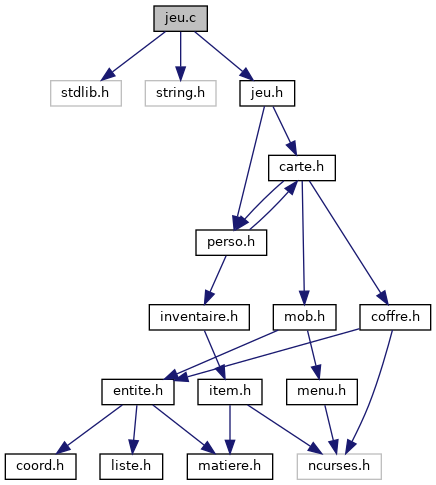 jeu.c
stdlib.h
string.h
jeu.h
carte.h
perso.h
inventaire.h
mob.h
coffre.h
entite.h
item.h
menu.h
coord.h
liste.h
matiere.h
ncurses.h